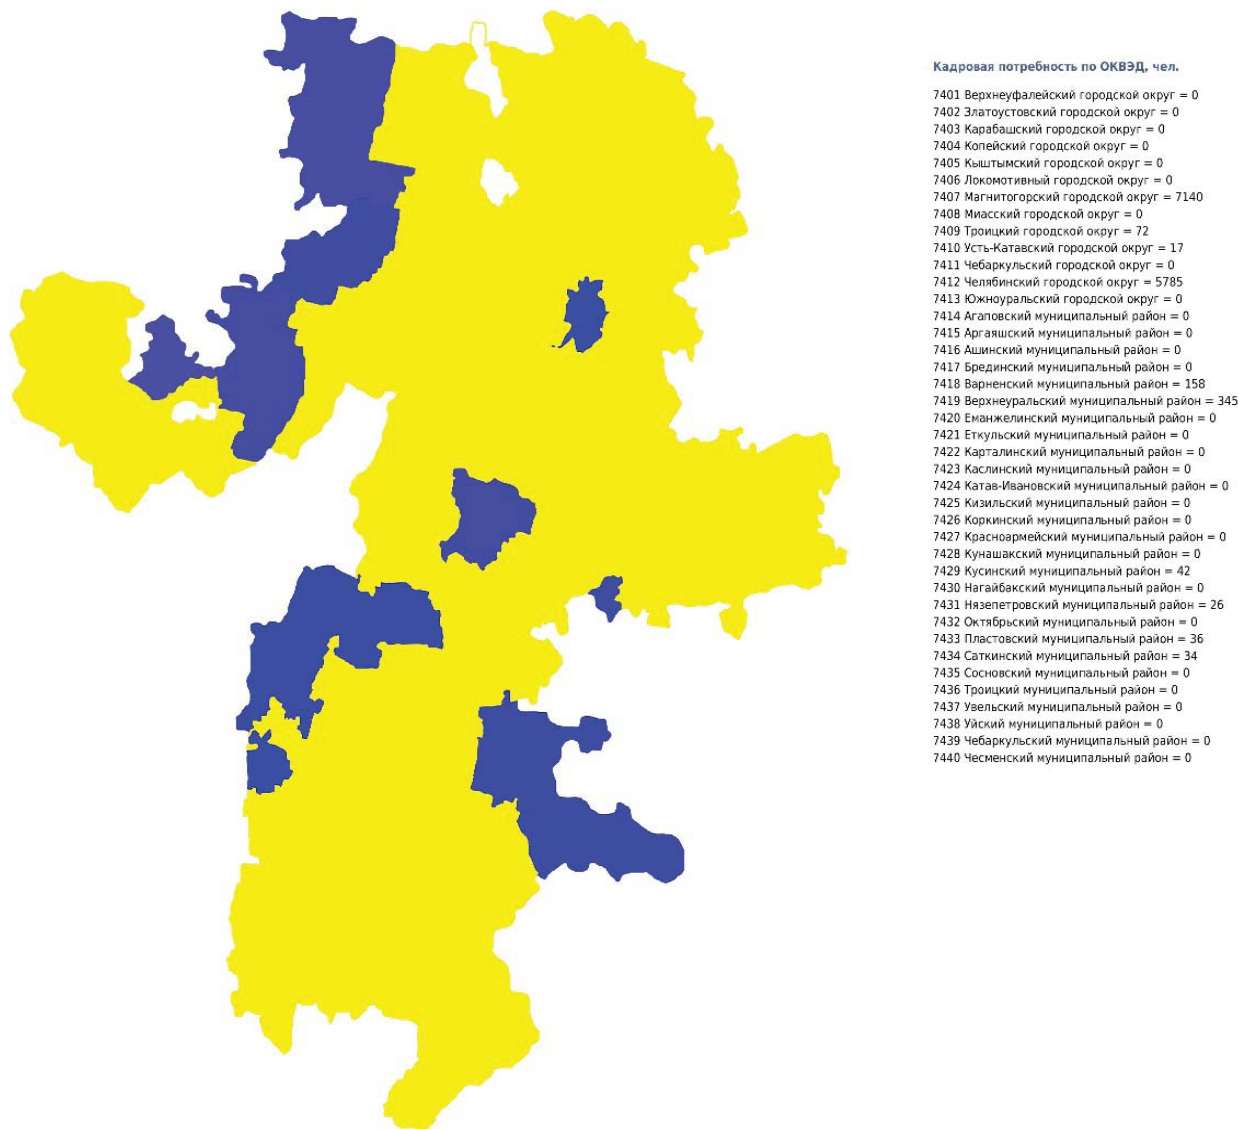 Кадровая потребность по ОКВЭД, чел.
7401 Верхнеуфалейский городской округ = 0
7402 Златоустовский городской округ = 0
7403 Карабашский городской округ = 0
7404 Копейский городской округ = 0
7405 Кыштымский городской округ = 0
7406 Локомотивный городской округ = 0
7407 Магнитогорский городской округ = 7140
7408 Миасский городской округ = 0
7409 Троицкий городской округ = 72
7410 Усть-Катавский городской округ = 17
7411 Чебаркульский городской округ = 0
7412 Челябинский городской округ = 5785
7413 Южноуральский городской округ = 0
7414 Агаповский муниципальный район = 0
7415 Аргаяшский муниципальный район = 0
7416 Ашинский муниципальный район = 0
7417 Брединский муниципальный район = 0
7418 Варненский муниципальный район = 158
7419 Верхнеуральский муниципальный район = 345
7420 Еманжелинский муниципальный район = 0
7421 Еткульский муниципальный район = 0
7422 Карталинский муниципальный район = 0
7423 Каслинский муниципальный район = 0
7424 Катав-Ивановский муниципальный район = 0
7425 Кизильский муниципальный район = 0
7426 Коркинский муниципальный район = 0
7427 Красноармейский муниципальный район = 0
7428 Кунашакский муниципальный район = 0
7429 Кусинский муниципальный район = 42
7430 Нагайбакский муниципальный район = 0
7431 Нязепетровский муниципальный район = 26
7432 Октябрьский муниципальный район = 0
7433 Пластовский муниципальный район = 36
7434 Саткинский муниципальный район = 34
7435 Сосновский муниципальный район = 0
7436 Троицкий муниципальный район = 0
7437 Увельский муниципальный район = 0
7438 Уйский муниципальный район = 0
7439 Чебаркульский муниципальный район = 0
7440 Чесменский муниципальный район = 0